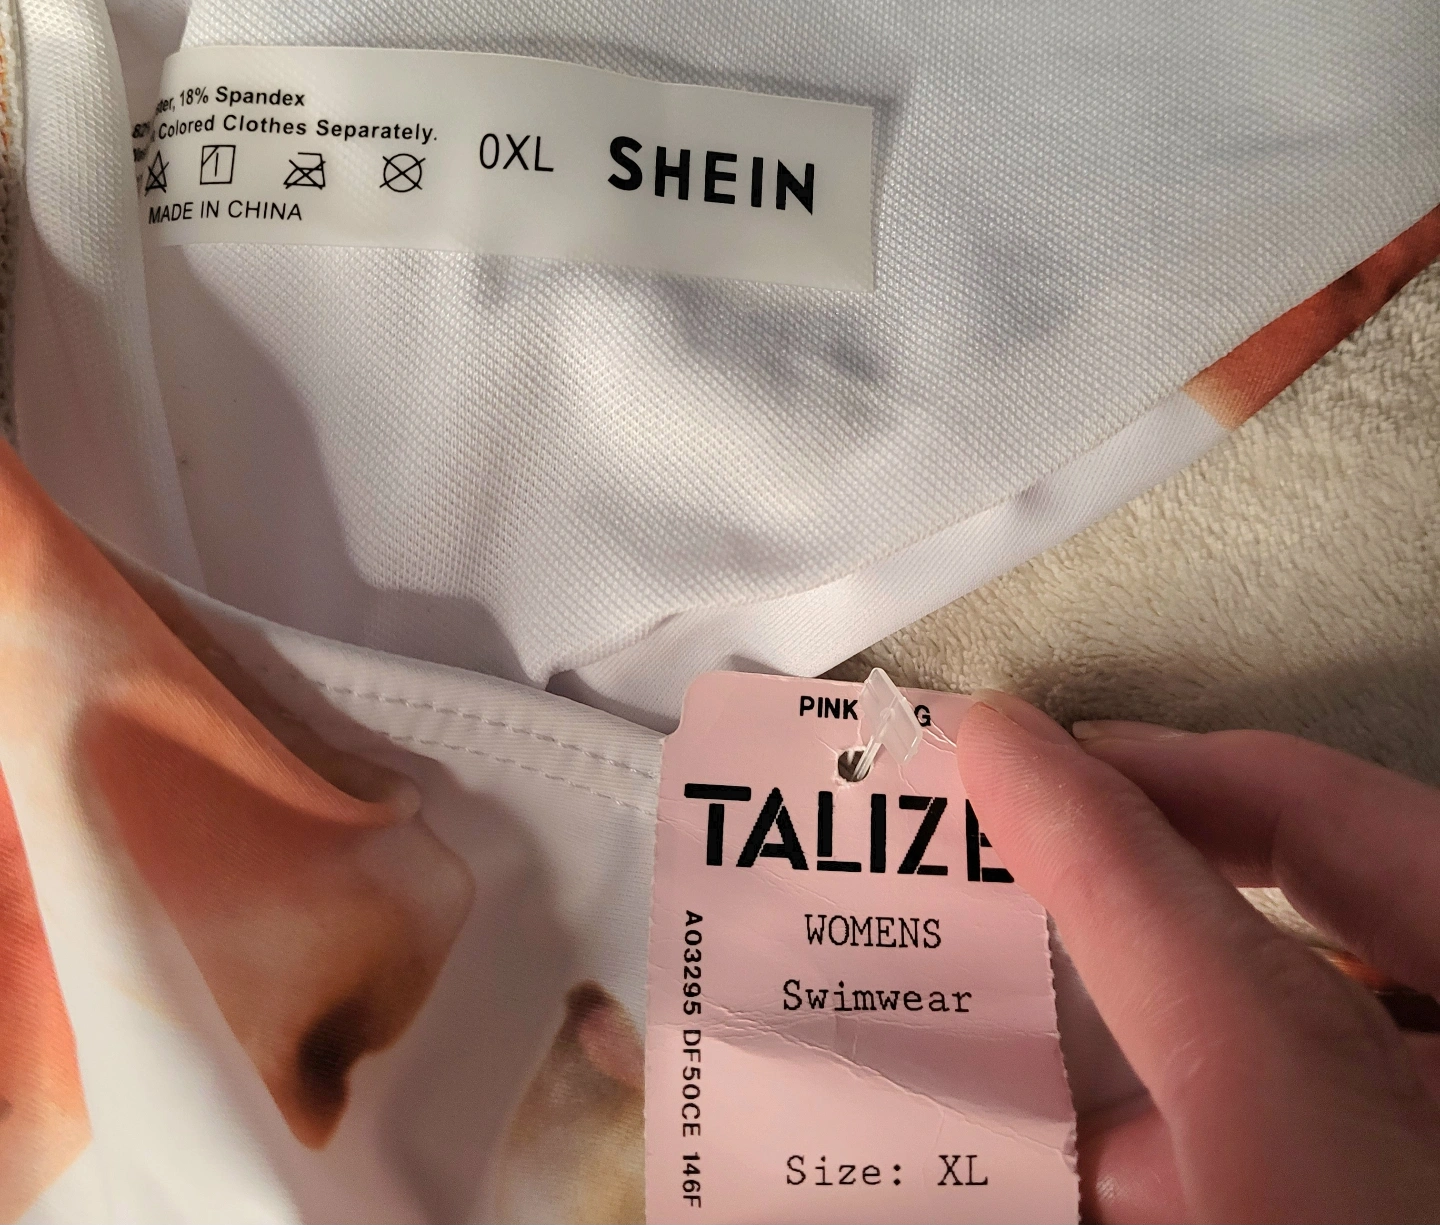 18% Spandex
Colored Clothes Separately.
0XL SHEIN
MADE IN CHINA
PINK
TALIZE
WOMENS
Swimwear
A03295 DF50CE 146F
Size: XL